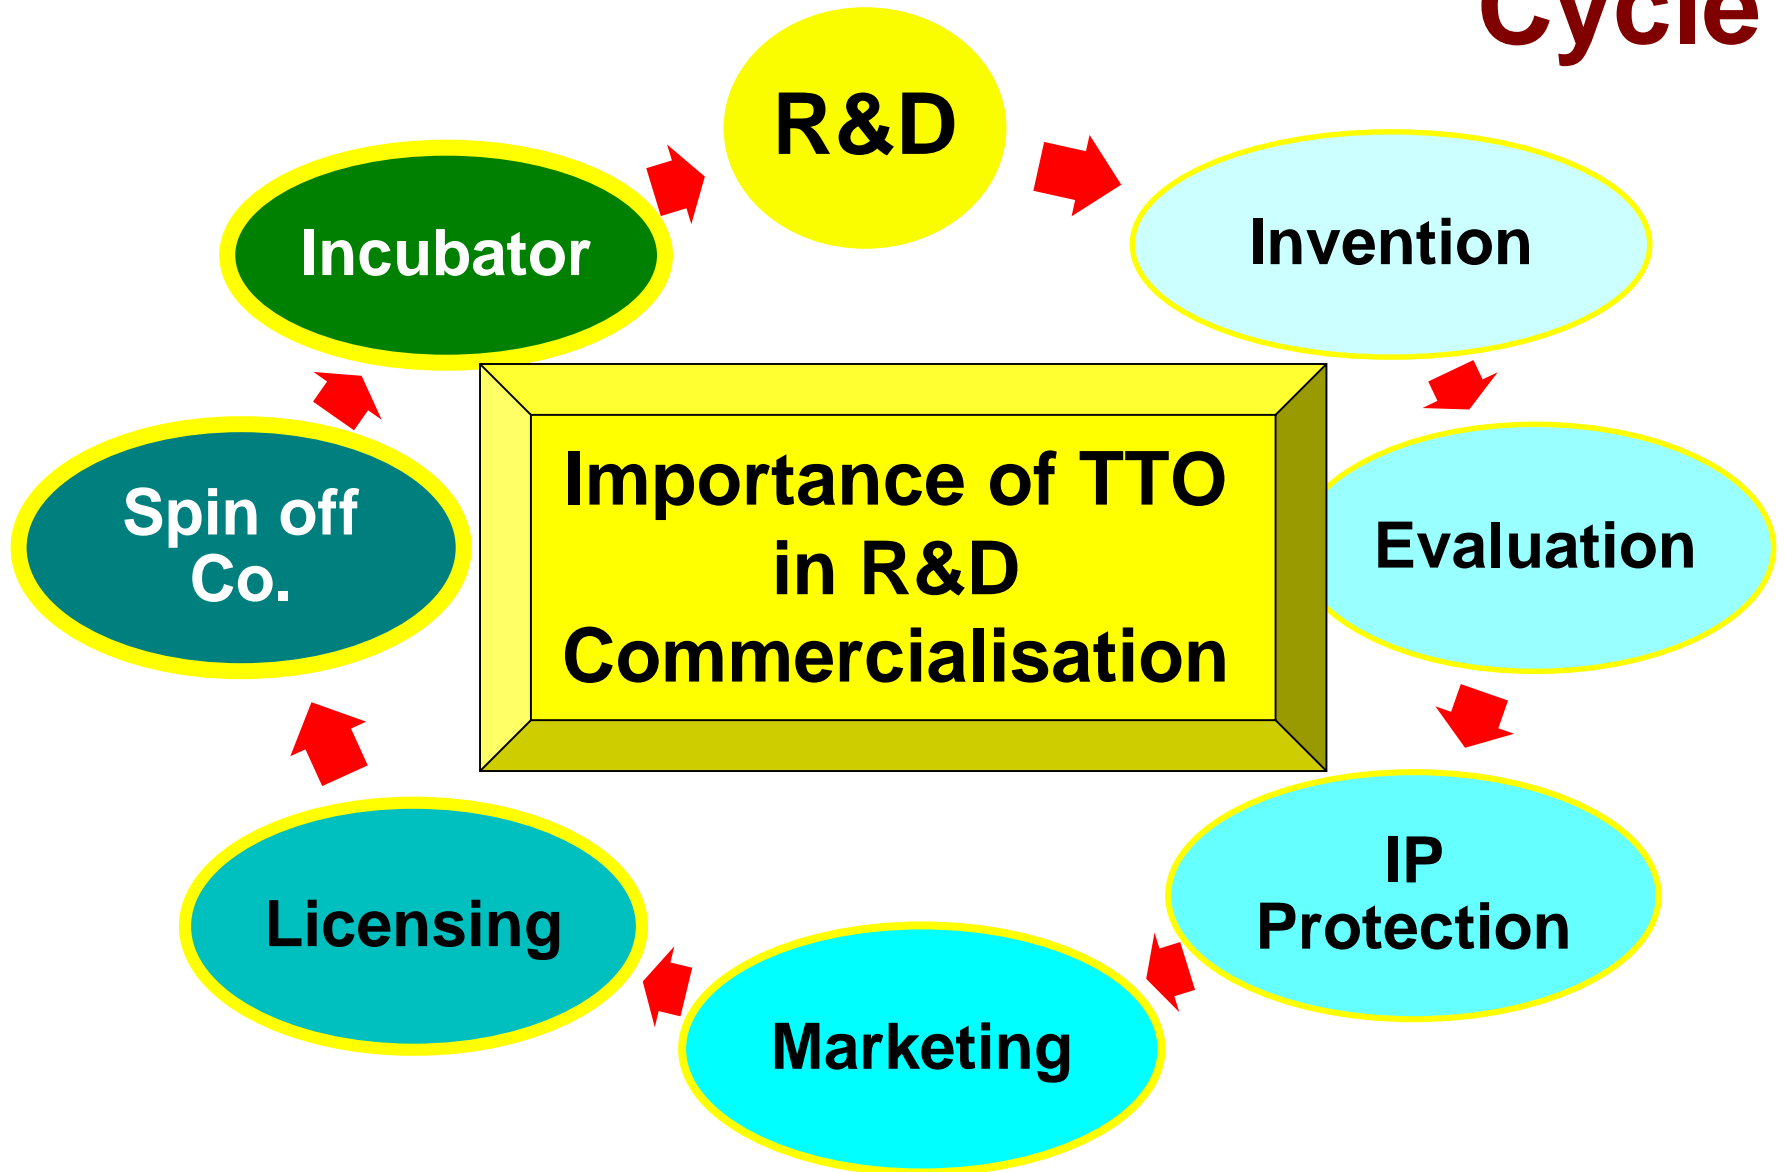 Cycle
R&D
Invention
Evaluation
IP
Protection
Marketing
Licensing
Spin off
Co.
Incubator
Importance of TTO
in R&D
Commercialisation